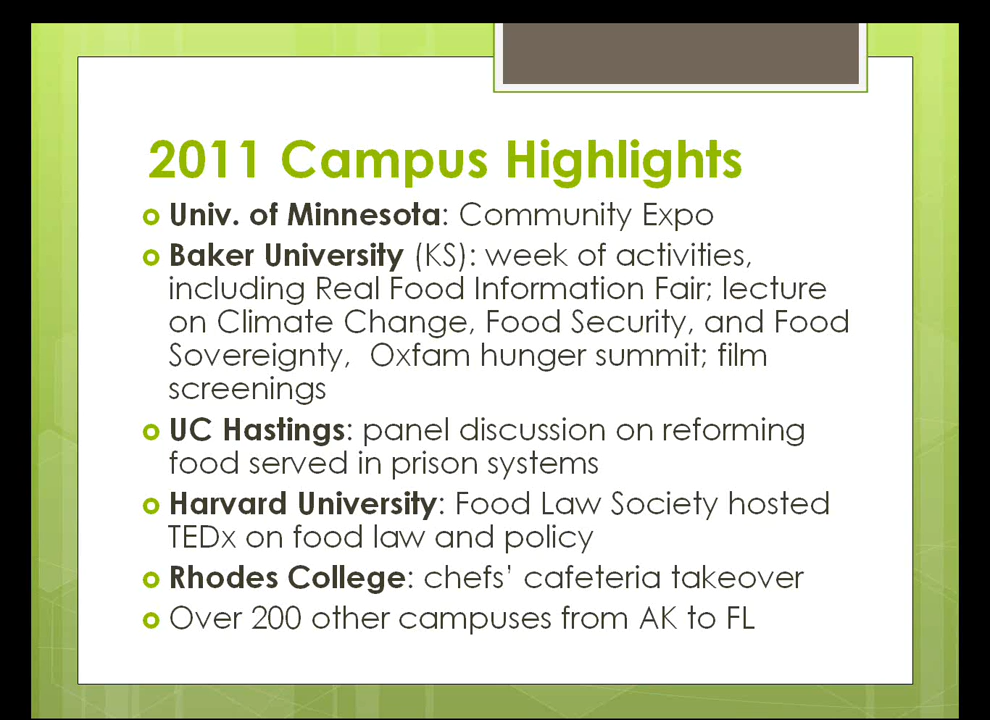 2011 Campus Highlights
Univ. of Minnesota: Community Expo
Baker University (KS): week of activities,
including Real Food Information Fair; lecture
on Climate Change, Food Security, and Food
Sovereignty,  Oxfam hunger summit; film
screenings
UC Hastings: panel discussion on reforming
food served in prison systems
Harvard University: Food Law Society hosted
TEDx on food law and policy
Rhodes College: chefs’ cafeteria takeover
Over 200 other campuses from AK to FL